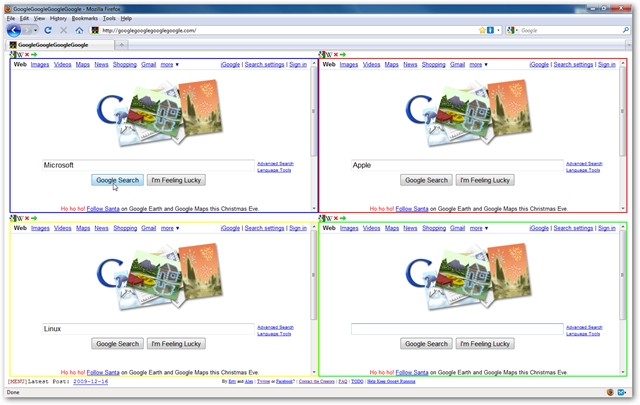 GoogleGoogleGoogleGoogle - Mozilla Firefox
File Edit View History Bookmarks Tools Help
http://googlegooglegooglegoogle.com/
Google
GoogleGoogleGoogleGoogle
Web Images Videos Maps News Shopping Gmail more ▼ iGoogle | Search settings | Sign in
Microsoft
Advanced Search
Language Tools
Google Search I'm Feeling Lucky
Ho ho ho! Follow Santa on Google Earth and Google Maps this Christmas Eve.
Web Images Videos Maps News Shopping Gmail more ▼ iGoogle | Search settings | Sign in
Apple
Advanced Search
Language Tools
Google Search I'm Feeling Lucky
Ho ho ho! Follow Santa on Google Earth and Google Maps this Christmas Eve.
Web Images Videos Maps News Shopping Gmail more ▼ iGoogle | Search settings | Sign in
Linux
Advanced Search
Language Tools
Google Search I'm Feeling Lucky
Ho ho ho! Follow Santa on Google Earth and Google Maps this Christmas Eve.
Web Images Videos Maps News Shopping Gmail more ▼ iGoogle | Search settings | Sign in
Advanced Search
Language Tools
Google Search I'm Feeling Lucky
Ho ho ho! Follow Santa on Google Earth and Google Maps this Christmas Eve.
[MENU] Latest Post: 2009-12-16
and Alex | Twitter or Facebook? | Contact the Creators | FAQ | TODO | Help Keep Goog4 Running
Done